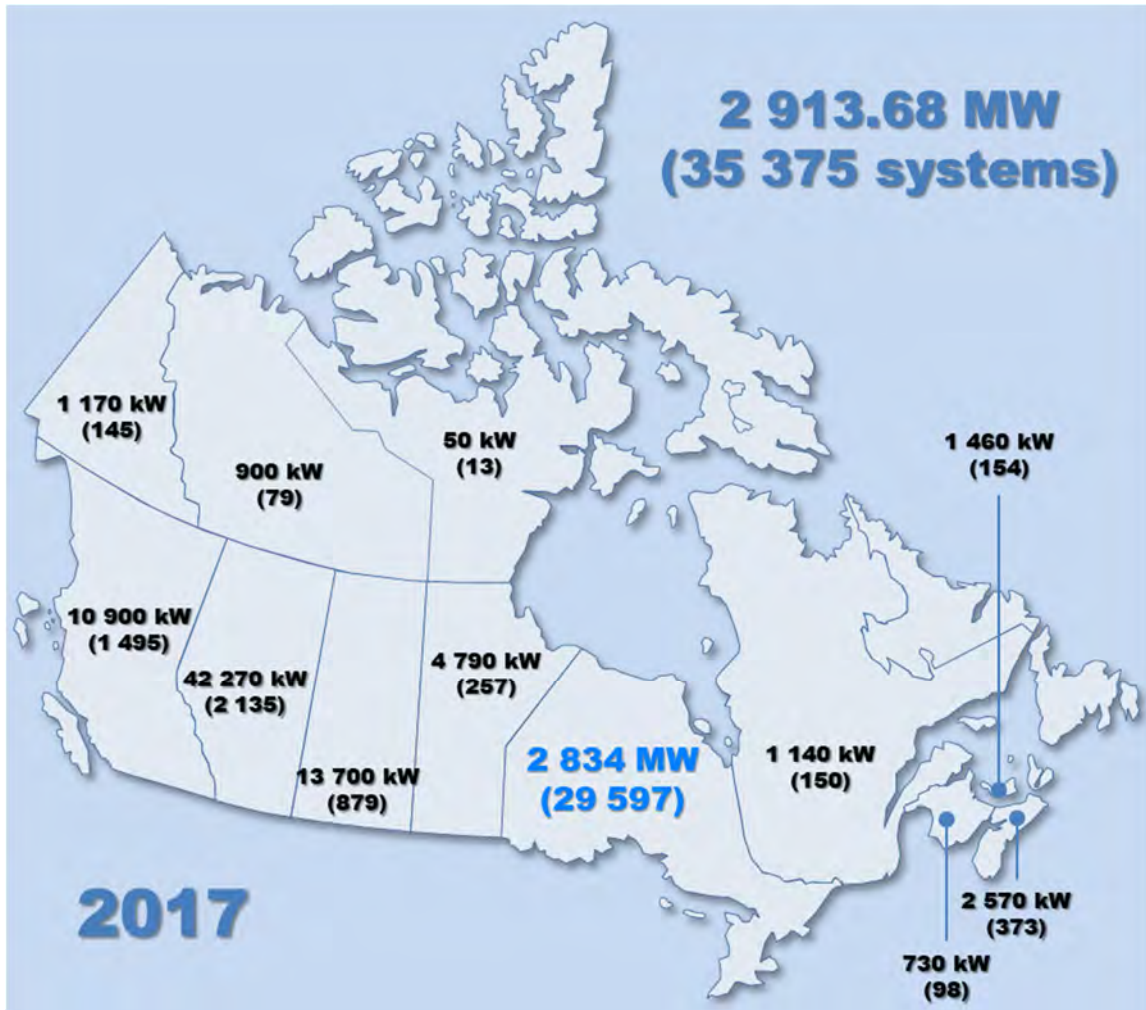 2 913.68 MW
(35 375 systems)
1 170 kW
(145)
900 kW
(79)
50 kW
(13)
1 460 kW
(154)
10 900 kW
(1 495)
42 270 kW
(2 135)
13 700 kW
(879)
4 790 kW
(257)
2 834 MW
(29 597)
1 140 kW
(150)
2 570 kW
(373)
730 kW
(98)
2017